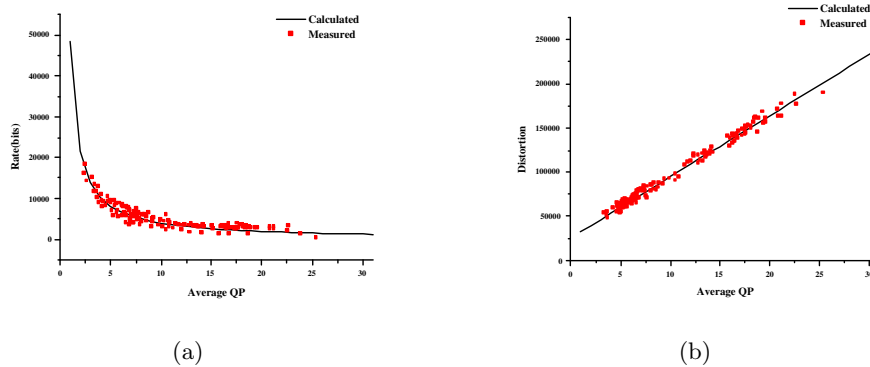 Calculated
Measured
50000
40000
30000
20000
10000
0
Rate(bits)
0 5 10 15 20 25 30
Average QP
(a)
Calculated
Measured
250000
200000
150000
100000
50000
0
Distortion
0 5 10 15 20 25 30
Average QP
(b)